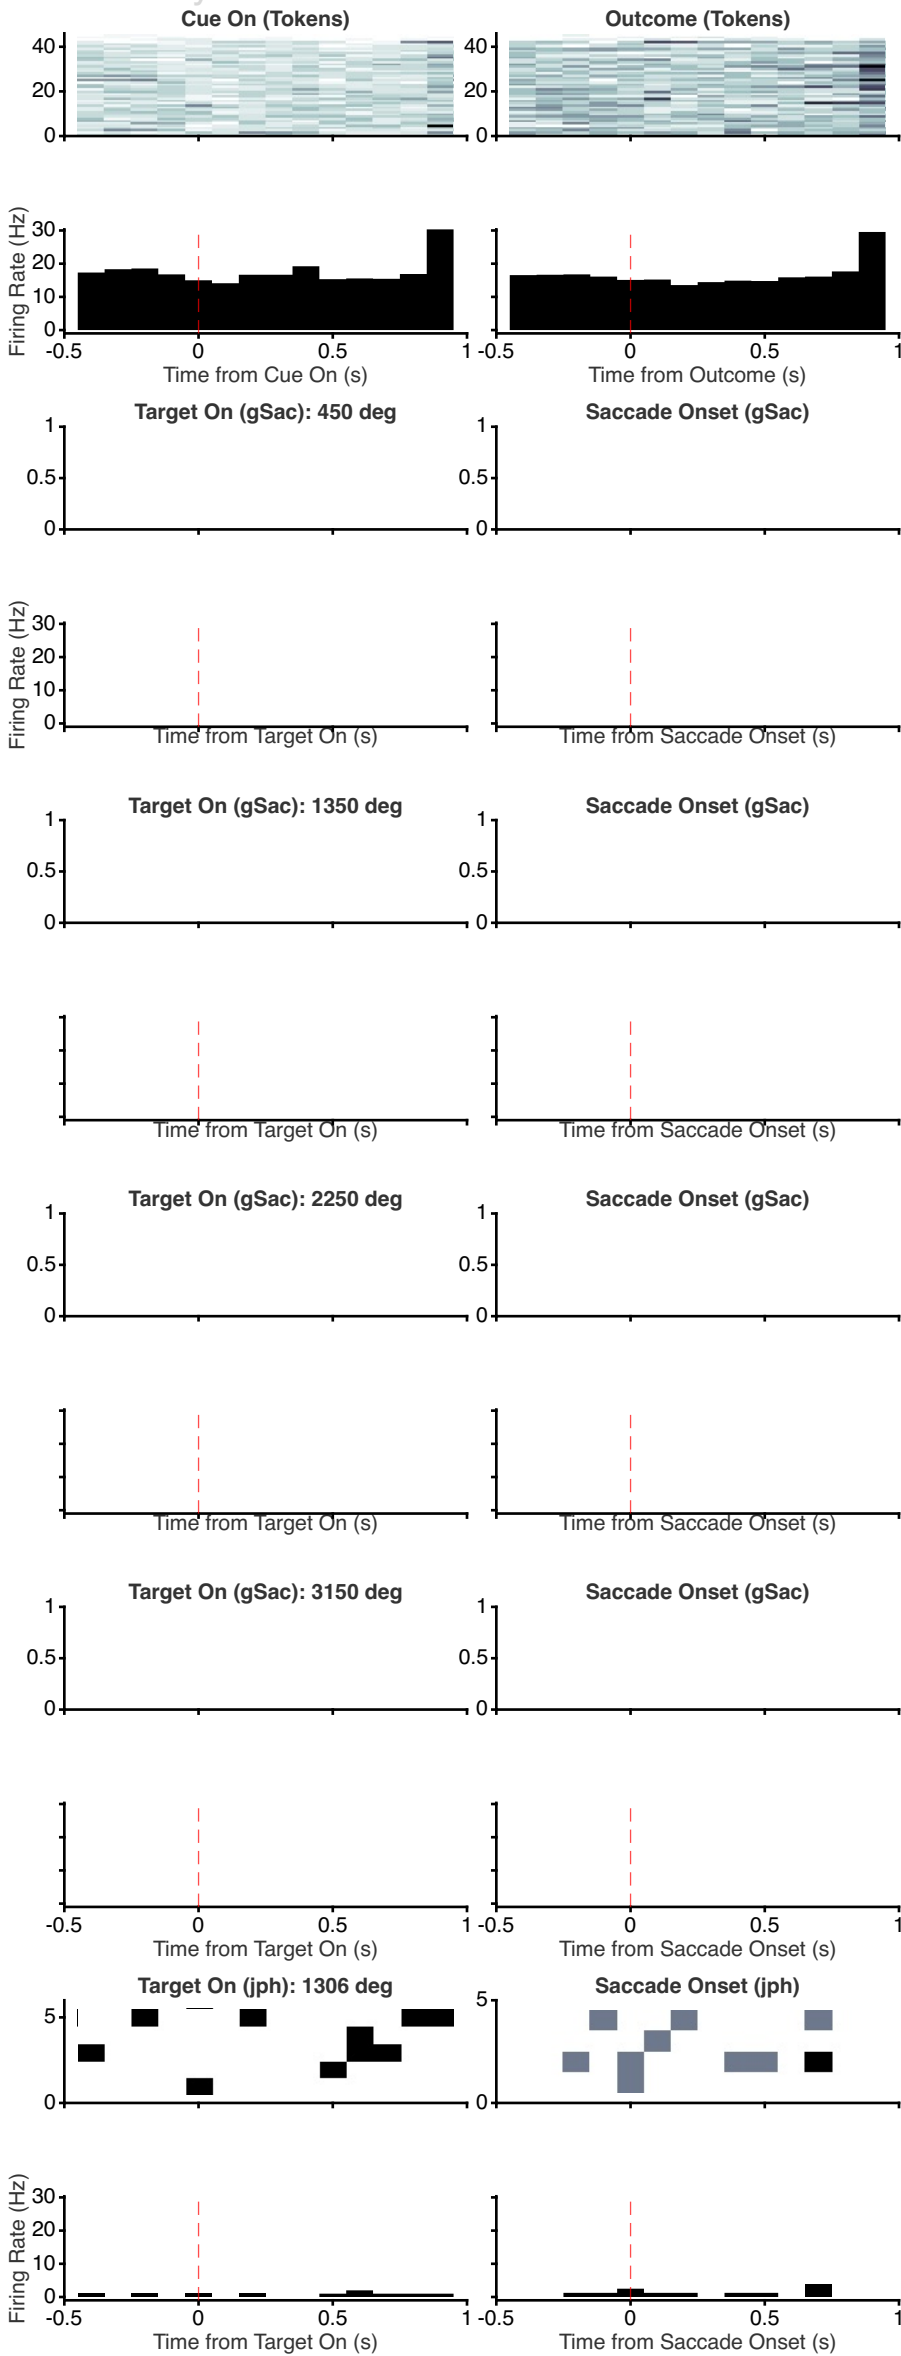 Cue On (Tokens)
Outcome (Tokens)
40
20
0
40
20
0
Firing Rate (Hz)
30
20
10
0
-0.5 0 0.5 1
Time from Cue On (s)
-0.5 0 0.5 1
Time from Outcome (s)
Target On (gSac): 450 deg
Saccade Onset (gSac)
1
0.5
0
1
0.5
0
Firing Rate (Hz)
30
20
10
0
Time from Target On (s)
Time from Saccade Onset (s)
Target On (gSac): 1350 deg
Saccade Onset (gSac)
1
0.5
0
1
0.5
0
Time from Target On (s)
Time from Saccade Onset (s)
Target On (gSac): 2250 deg
Saccade Onset (gSac)
1
0.5
0
1
0.5
0
Time from Target On (s)
Time from Saccade Onset (s)
Target On (gSac): 3150 deg
Saccade Onset (gSac)
1
0.5
0
1
0.5
0
-0.5 0 0.5 1
Time from Target On (s)
-0.5 0 0.5 1
Time from Saccade Onset (s)
Target On (jph): 1306 deg
Saccade Onset (jph)
5
0
5
0
Firing Rate (Hz)
30
20
10
0
-0.5 0 0.5 1
Time from Target On (s)
-0.5 0 0.5 1
Time from Saccade Onset (s)